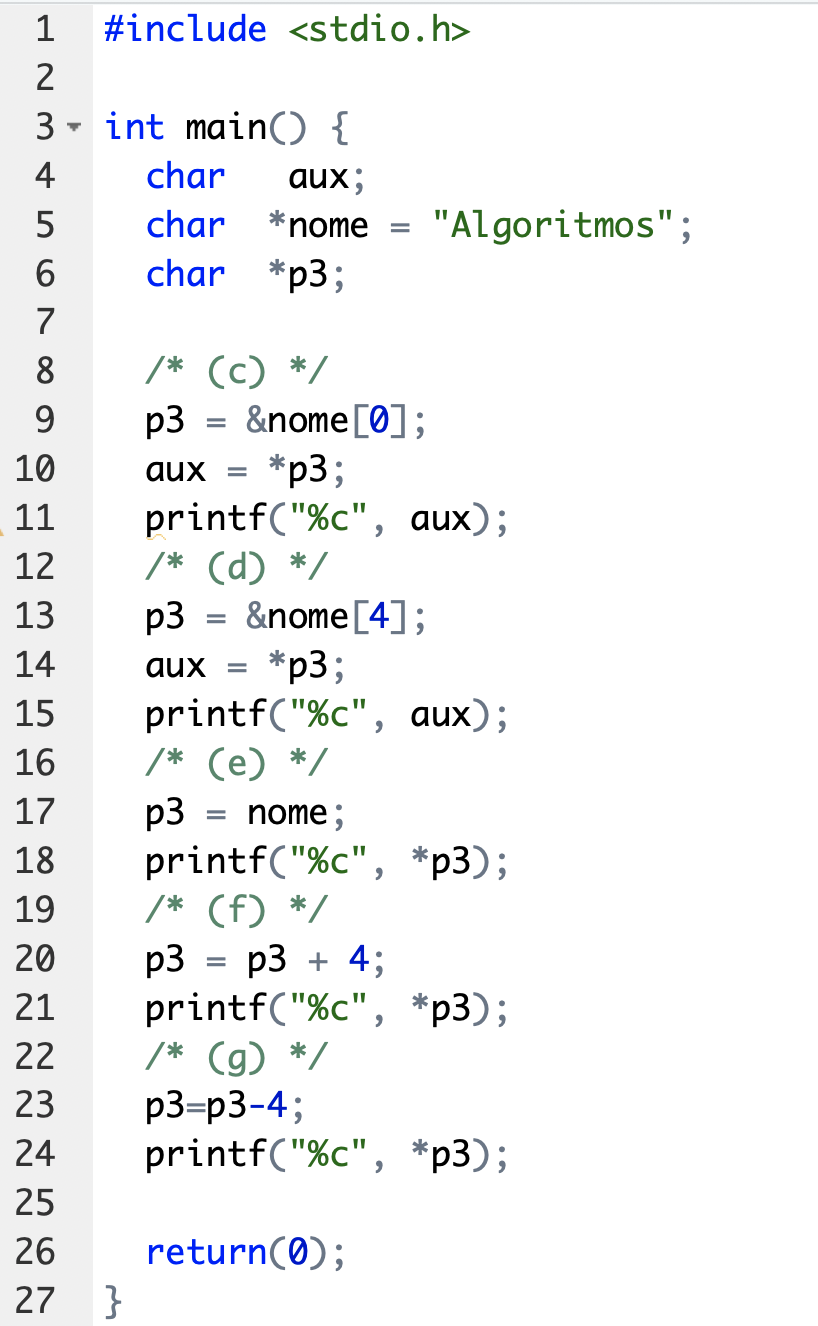 1 #include <stdio.h>
2
3 int main() {
4   char   aux;
5   char  *nome = "Algoritmos";
6   char  *p3;
7
8   /* (c) */
9   p3 = &nome[0];
10   aux = *p3;
11   printf("%c", aux);
12   /* (d) */
13   p3 = &nome[4];
14   aux = *p3;
15   printf("%c", aux);
16   /* (e) */
17   p3 = nome;
18   printf("%c", *p3);
19   /* (f) */
20   p3 = p3 + 4;
21   printf("%c", *p3);
22   /* (g) */
23   p3=p3-4;
24   printf("%c", *p3);
25
26   return(0);
27 }